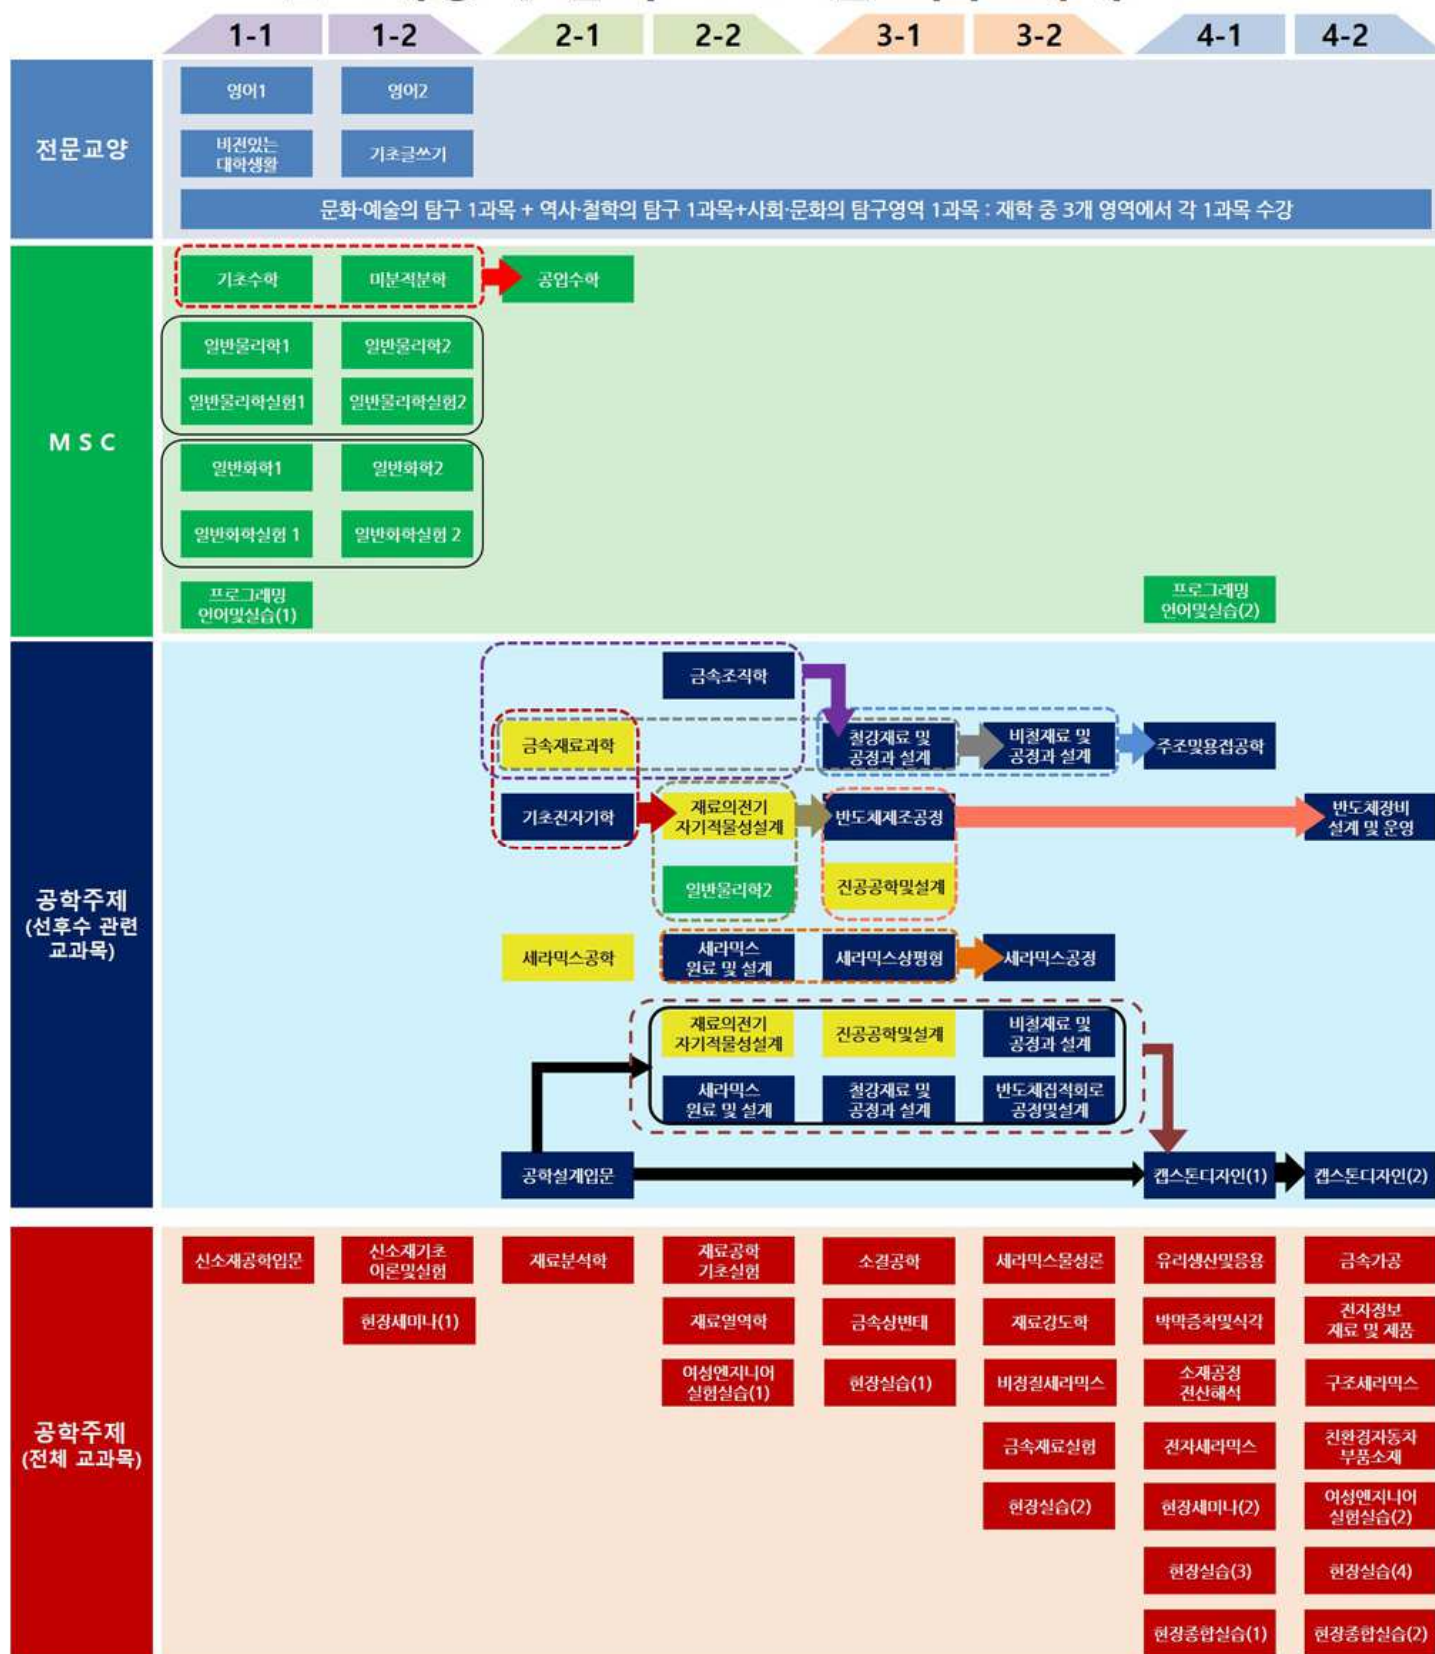 1-1 1-2 2-1 2-2 3-1 3-2 4-1 4-2
전문교양
영어1 영어2
비전있는 대학생활
기초글쓰기
문화·예술의 탐구 1과목 + 역사·철학의 탐구 1과목+사회·문화의 탐구영역 1과목 : 재학 중 3개 영역에서 각 1과목 수강
M S C
기초수학 미분적분학 공업수학
일반물리학1 일반물리학2
일반물리학실험1 일반물리학실험2
일반화학1 일반화학2
일반화학실험 1 일반화학실험 2
프로그래밍
언어및실습(1)
프로그래밍
언어및실습(2)
공학주제
(선후수 관련
교과목)
금속조직학
금속재료과학
철강재료 및
공정과 설계
비철재료 및
공정과 설계
주조및용접공학
기초전자기학
재료의전기
자기적물성설계
반도체제조공정
반도체장비
설계 및 운영
일반물리학2
진공공학및설계
세라믹스공학
세라믹스
원료 및 설계
세라믹스상평형
세라믹스공정
재료의전기
자기적물성설계
진공공학및설계
비철재료 및
공정과 설계
세라믹스
원료 및 설계
철강재료 및
공정과 설계
반도체집적회로
공정및설계
공학설계입문
캡스톤디자인(1)
캡스톤디자인(2)
공학주제
(전체 교과목)
신소재공학입문
신소재기초
이론및실험
재료분석학
재료공학
기초실험
소결공학
세라믹스물성론
유리생산및응용
금속가공
현장세미나(1)
재료열역학
금속상변태
재료강도학
박막증착및식각
전자정보
재료 및 제품
여성엔지니어
실험실습(1)
현장실습(1)
비정질세라믹스
소재공정
전산해석
구조세라믹스
금속재료실험
전자세라믹스
친환경자동차
부품소재
현장실습(2)
현장세미나(2)
여성엔지니어
실험실습(2)
현장실습(3)
현장실습(4)
현장종합실습(1)
현장종합실습(2)